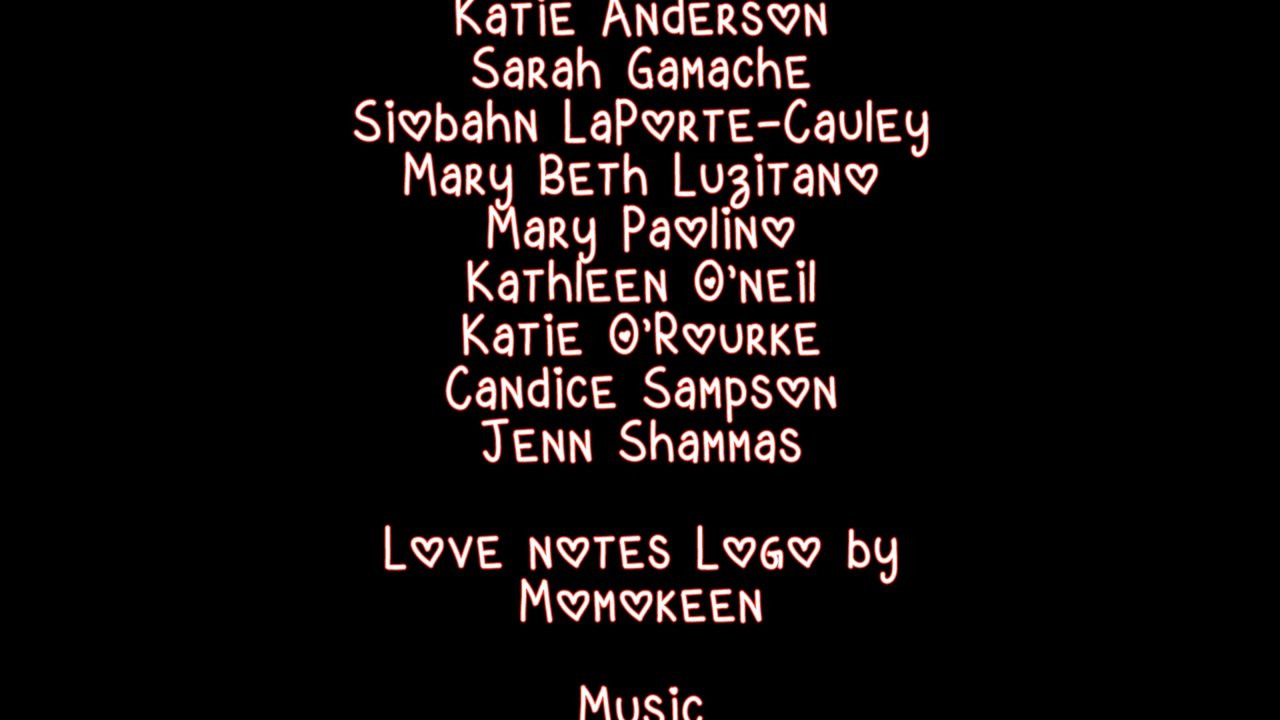 Katie Anderson
Sarah Gamache
Siobahn LaPorte-Cauley
Mary Beth Luzitano
Mary Paolino
Kathleen O'Neil
Katie O'Rourke
Candice Sampson
Jenn Shammas
Love notes Logo by
Momokeen
Music